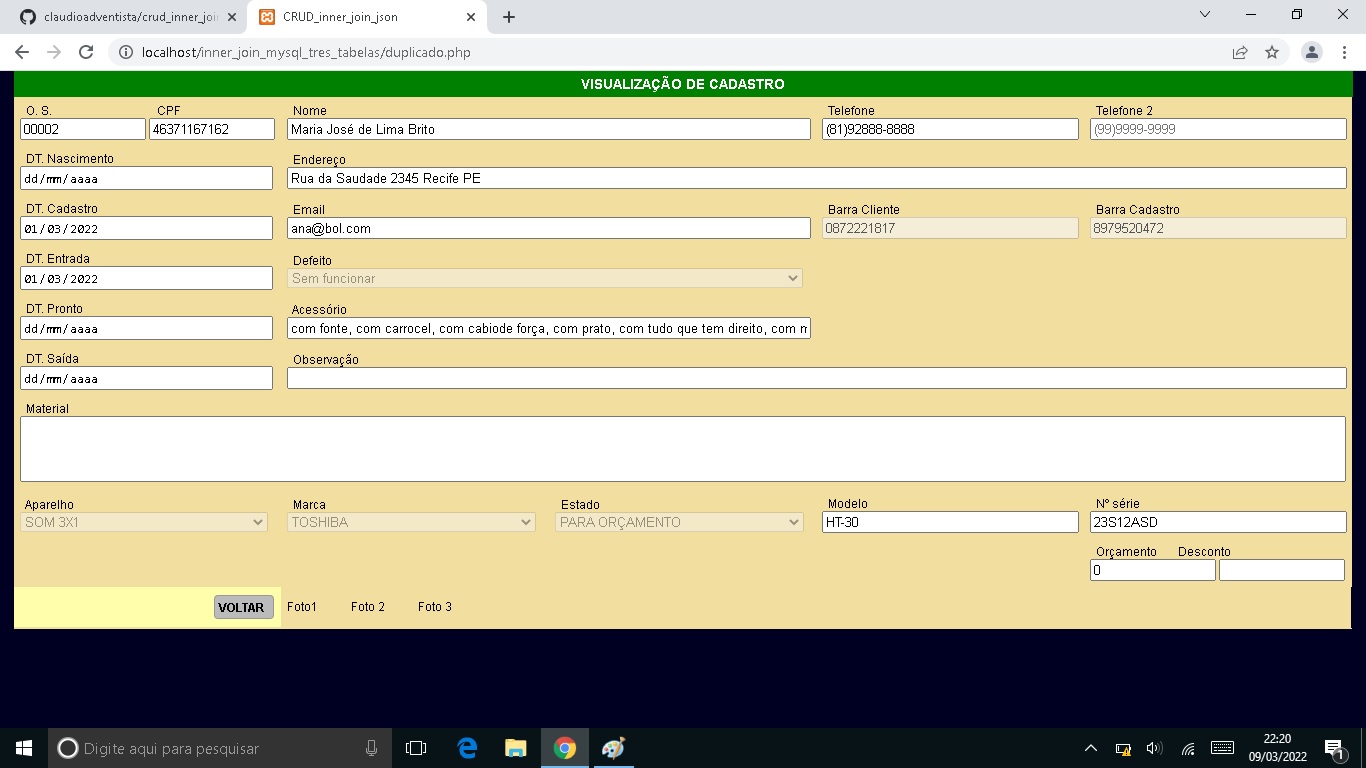 claudioadventista/crud_inner_joi
CRUD_inner_join_json
localhost/inner_join_mysql_tres_tabelas/duplicado.php
VISUALIZAÇÃO DE CADASTRO
O. S. CPF Nome Telefone Telefone 2
00002 46371167162 Maria José de Lima Brito (81)92888-8888 (99)9999-9999
DT. Nascimento Endereço
dd/mm/aaaa Rua da Saudade 2345 Recife PE
DT. Cadastro Email Barra Cliente Barra Cadastro
01/03/2022 ana@bol.com 0872221817 8979520472
DT. Entrada Defeito
01/03/2022 Sem funcionar
DT. Pronto Acessório
dd/mm/aaaa com fonte, com carrocel, com cabiode força, com prato, com tudo que tem direito, com m
DT. Saída Observação
dd/mm/aaaa
Material
Aparelho Marca Estado Modelo Nº série
SOM 3X1 TOSHIBA PARA ORÇAMENTO HT-30 23S12ASD
Orçamento Desconto
0
VOLTAR Foto1 Foto 2 Foto 3
Digite aqui para pesquisar
22:20
09/03/2022
1